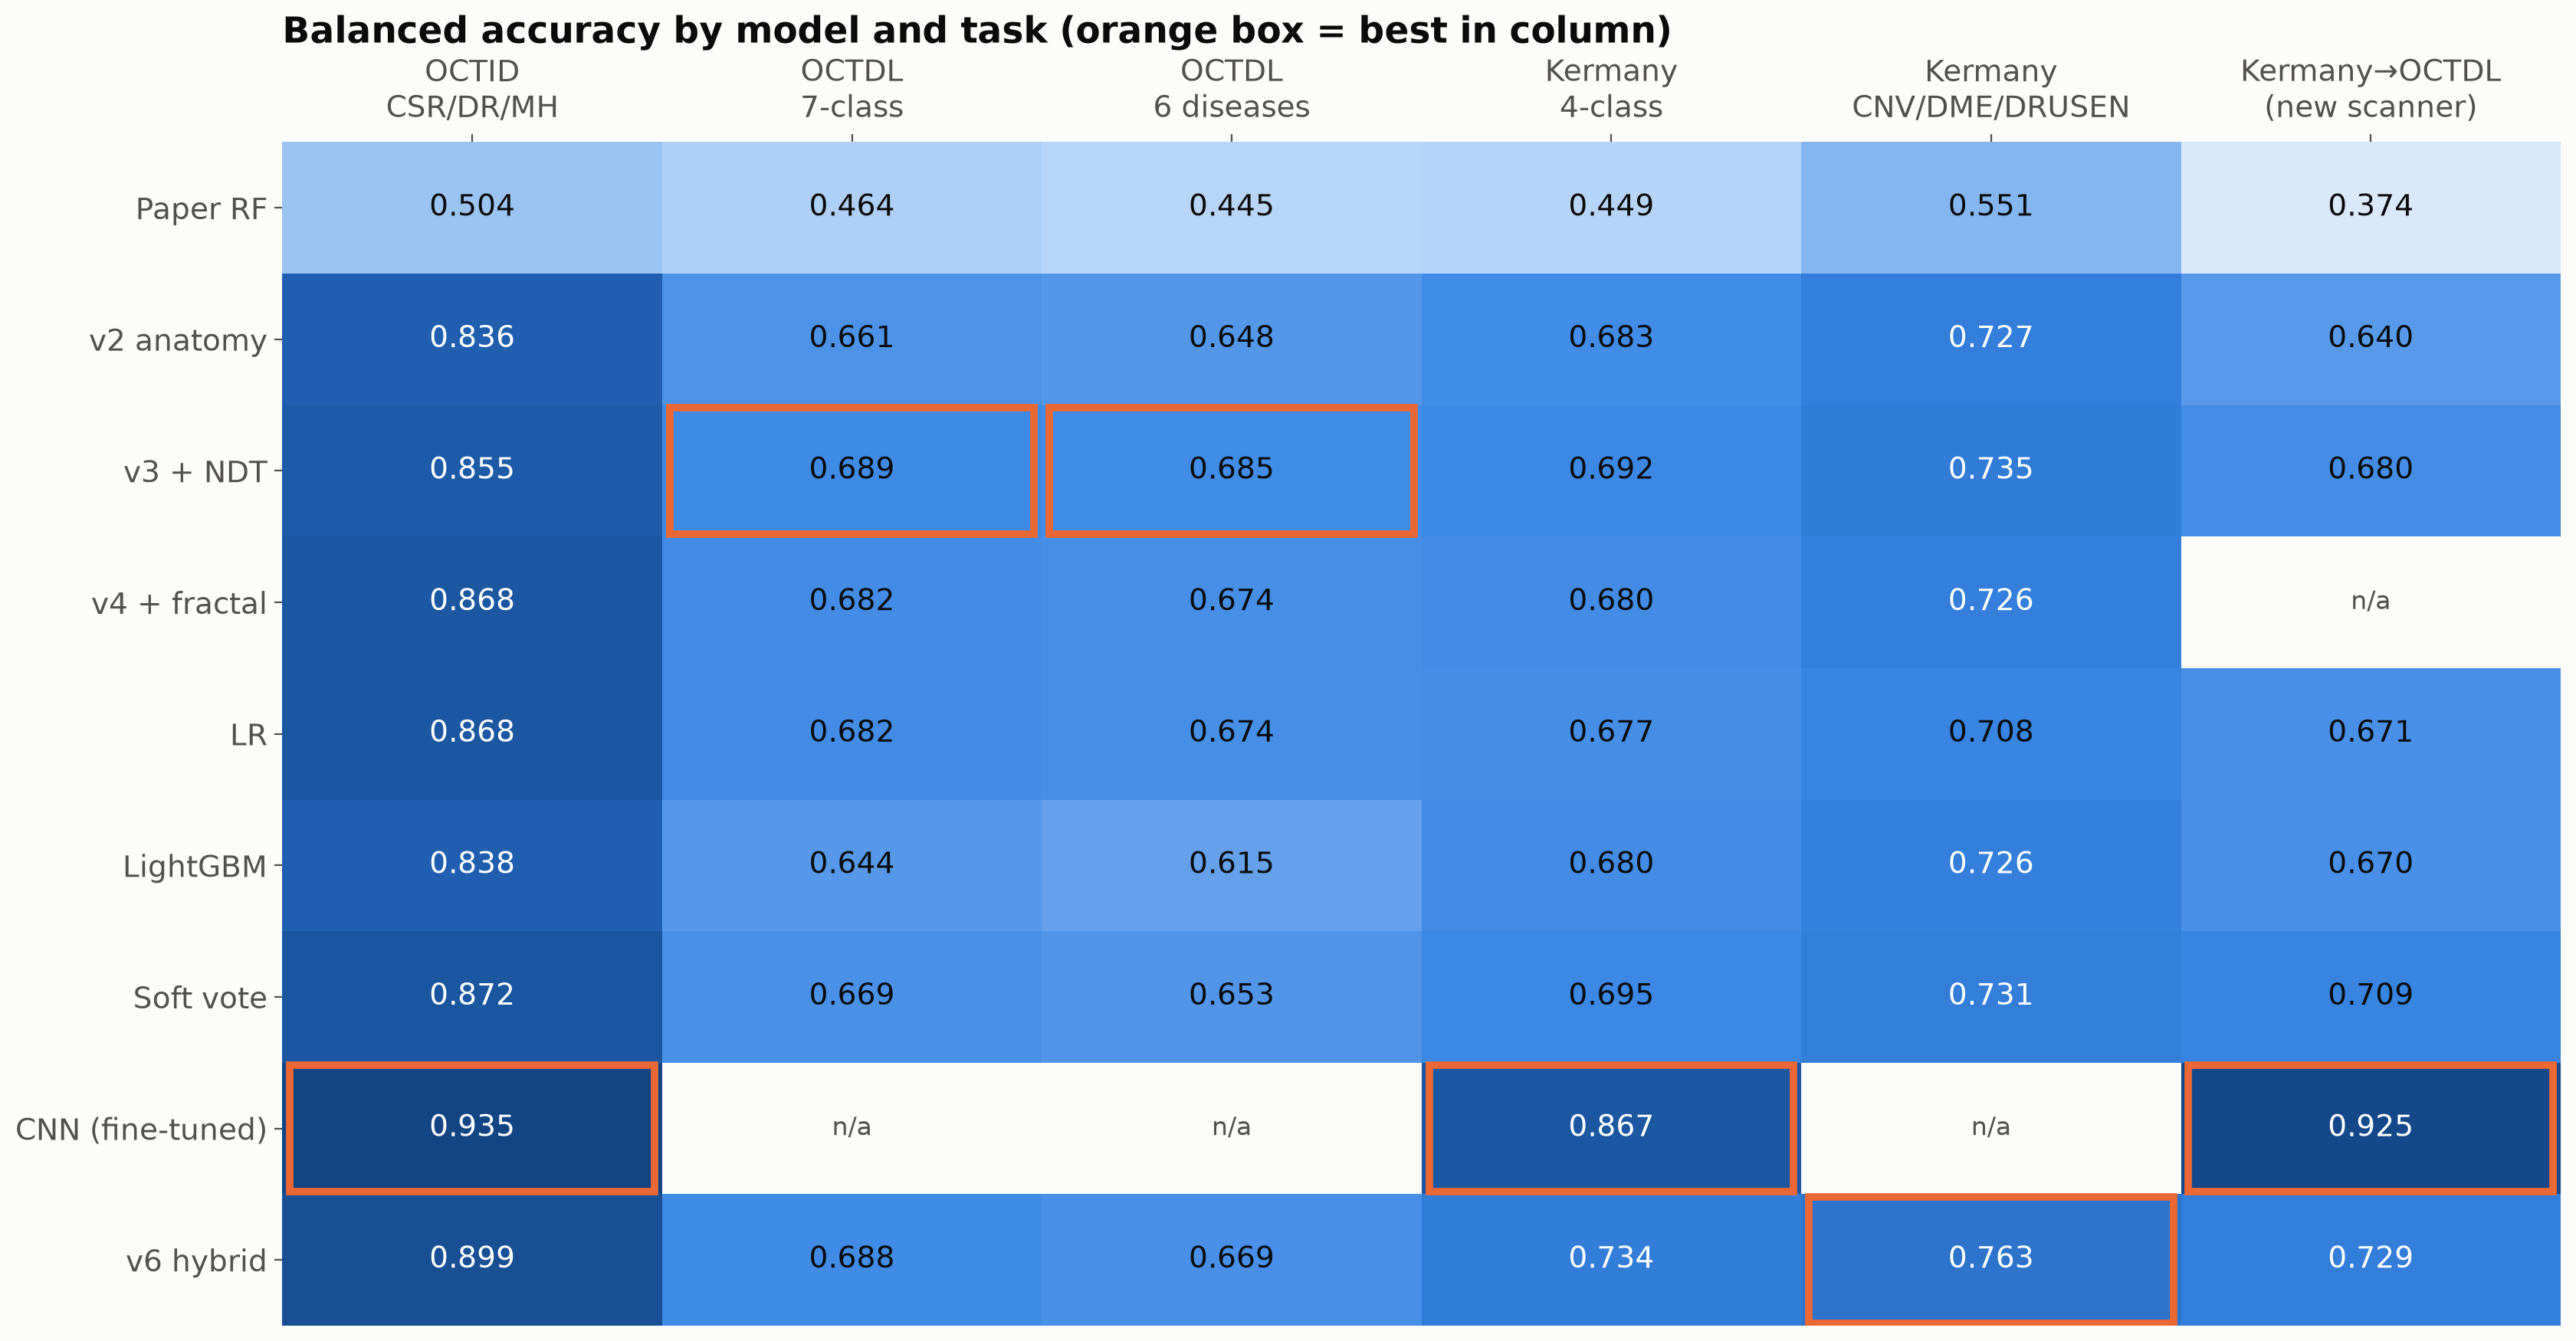 Balanced accuracy by model and task (orange box = best in column)
OCTID OCTDL OCTDL Kermany Kermany Kermany→OCTDL
CSR/DR/MH 7-class 6 diseases 4-class CNV/DME/DRUSEN (new scanner)
Paper RF 0.504 0.464 0.445 0.449 0.551 0.374
v2 anatomy 0.836 0.661 0.648 0.683 0.727 0.640
v3 + NDT 0.855 0.689 0.685 0.692 0.735 0.680
v4 + fractal 0.868 0.682 0.674 0.680 0.726 n/a
LR 0.868 0.682 0.674 0.677 0.708 0.671
LightGBM 0.838 0.644 0.615 0.680 0.726 0.670
Soft vote 0.872 0.669 0.653 0.695 0.731 0.709
CNN (fine-tuned) 0.935 n/a n/a 0.867 n/a 0.925
v6 hybrid 0.899 0.688 0.669 0.734 0.763 0.729